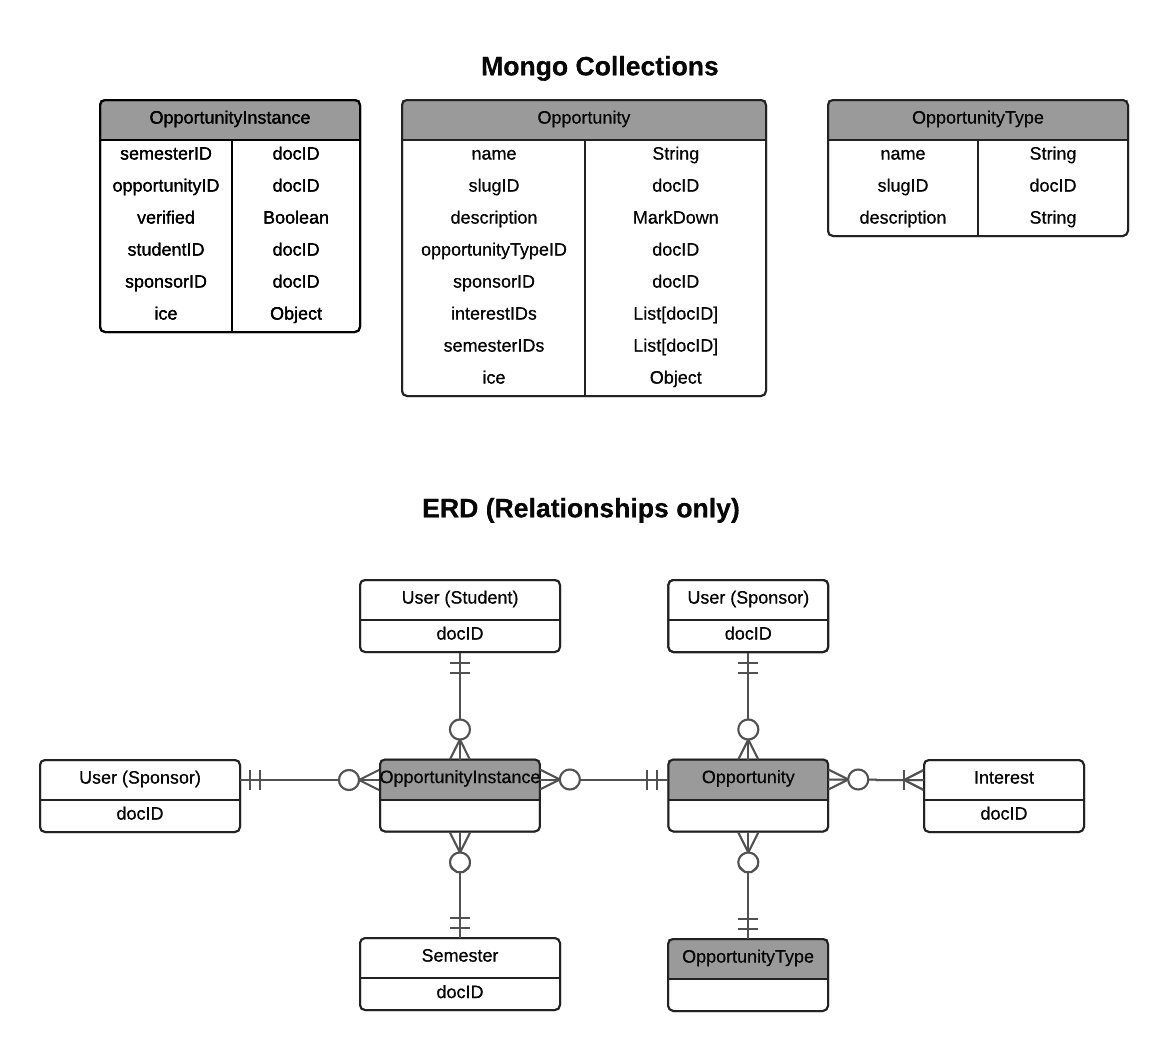 Mongo Collections
OpportunityInstance
semesterID docID
opportunityID docID
verified Boolean
studentID docID
sponsorID docID
ice Object
Opportunity
name String
slugID docID
description MarkDown
opportunityTypeID docID
sponsorID docID
interestIDs List[docID]
semesterIDs List[docID]
ice Object
OpportunityType
name String
slugID docID
description String
ERD (Relationships only)
User (Student)
docID
User (Sponsor)
docID
User (Sponsor)
docID
OpportunityInstance
Opportunity
Interest
docID
Semester
docID
OpportunityType